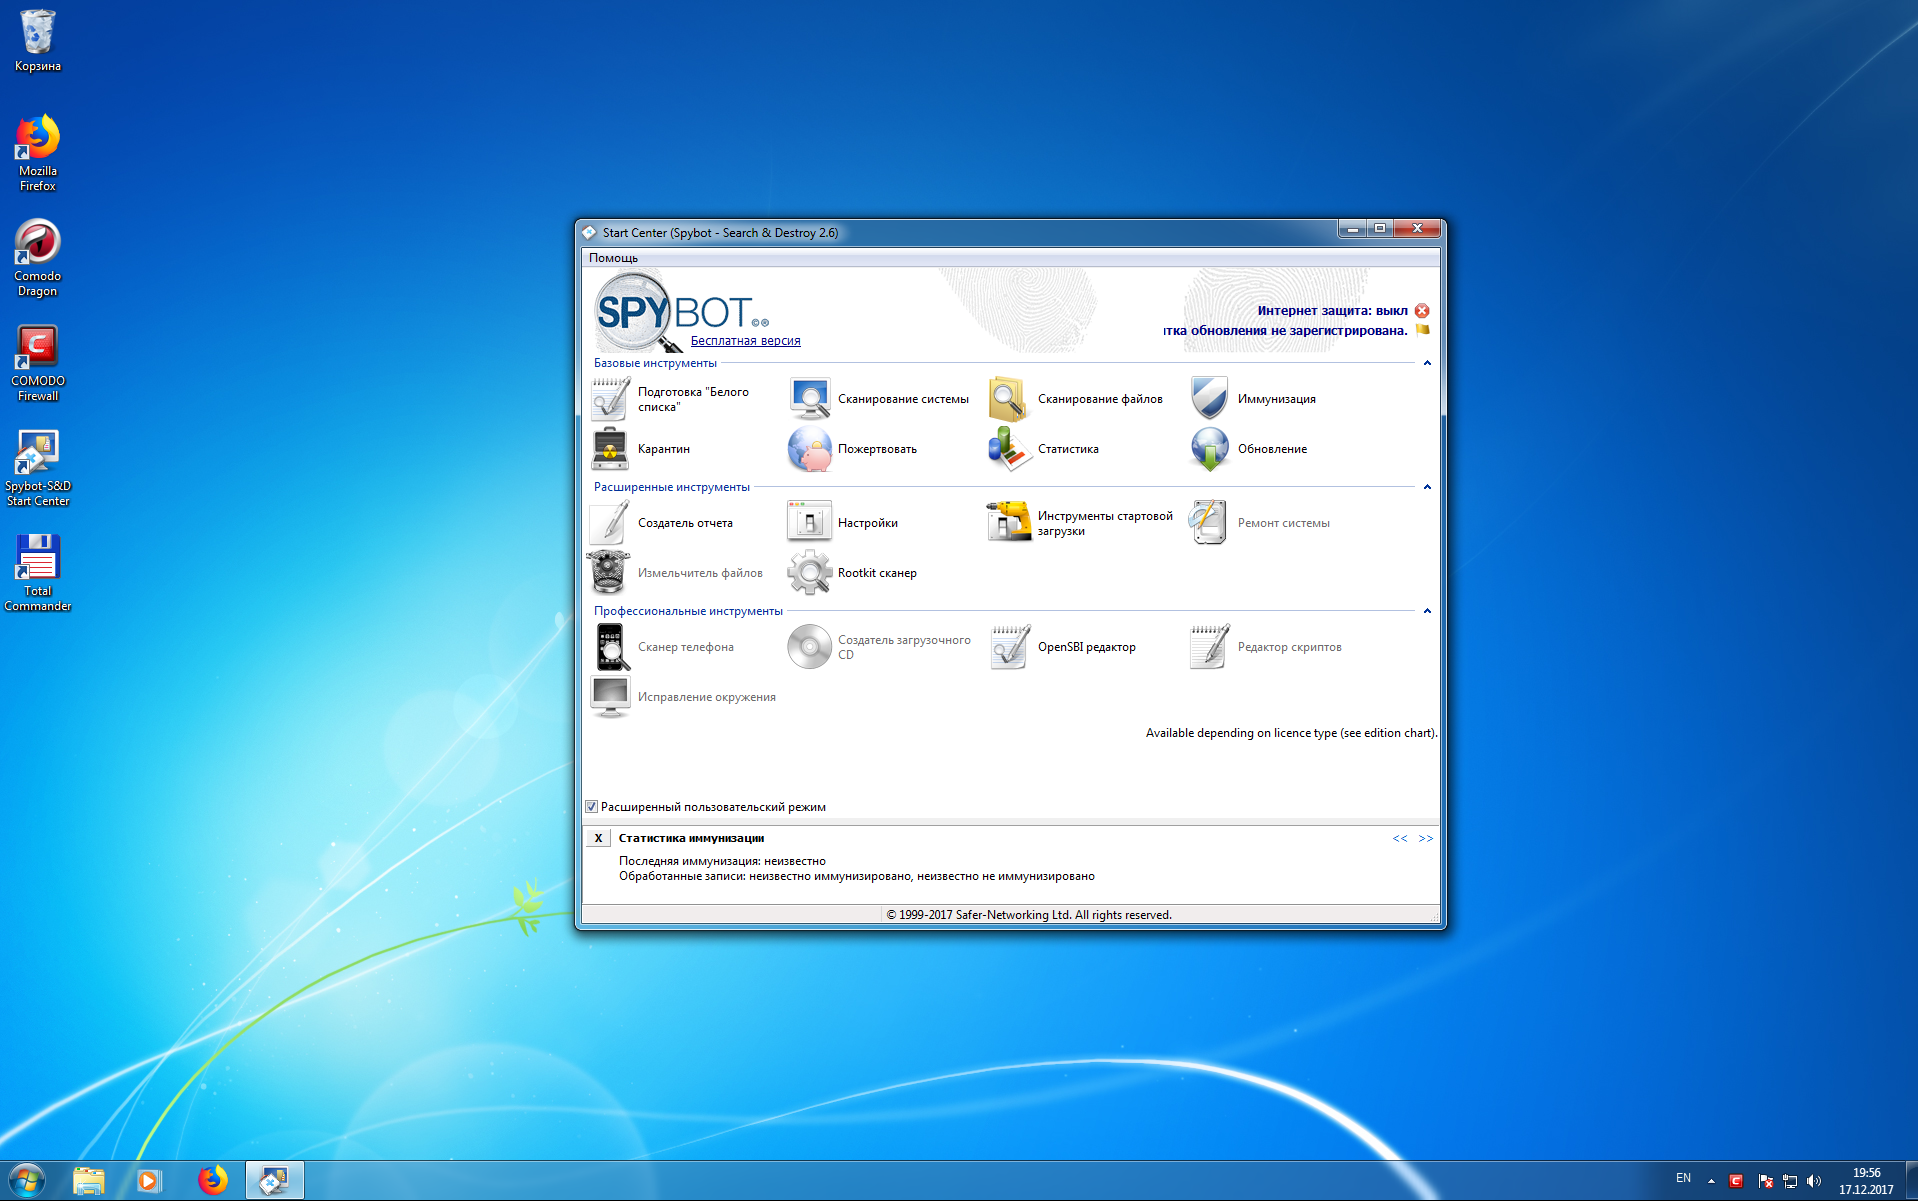 Корзина
Mozilla
Firefox
Comodo
Dragon
COMODO
Firewall
Spybot-S&D
Start Center
Total
Commander
Start Center (Spybot - Search & Destroy 2.6)
Помощь
SPYBOT
Бесплатная версия
Интернет защита: выкл
тка обновления не зарегистрирована.
Базовые инструменты
Подготовка "Белого
списка"
Сканирование системы
Сканирование файлов
Иммунизация
Карантин
Пожертвовать
Статистика
Обновление
Расширенные инструменты
Создатель отчета
Настройки
Инструменты стартовой
загрузки
Ремонт системы
Измельчитель файлов
Rootkit сканер
Профессиональные инструменты
Сканер телефона
Создатель загрузочного
CD
OpenSBI редактор
Редактор скриптов
Исправление окружения
Available depending on licence type (see edition chart).
Расширенный пользовательский режим
X Статистика иммунизации << >>
Последняя иммунизация: неизвестно
Обработанные записи: неизвестно иммунизировано, неизвестно не иммунизировано
© 1999-2017 Safer-Networking Ltd. All rights reserved.
EN
19:56
17.12.2017